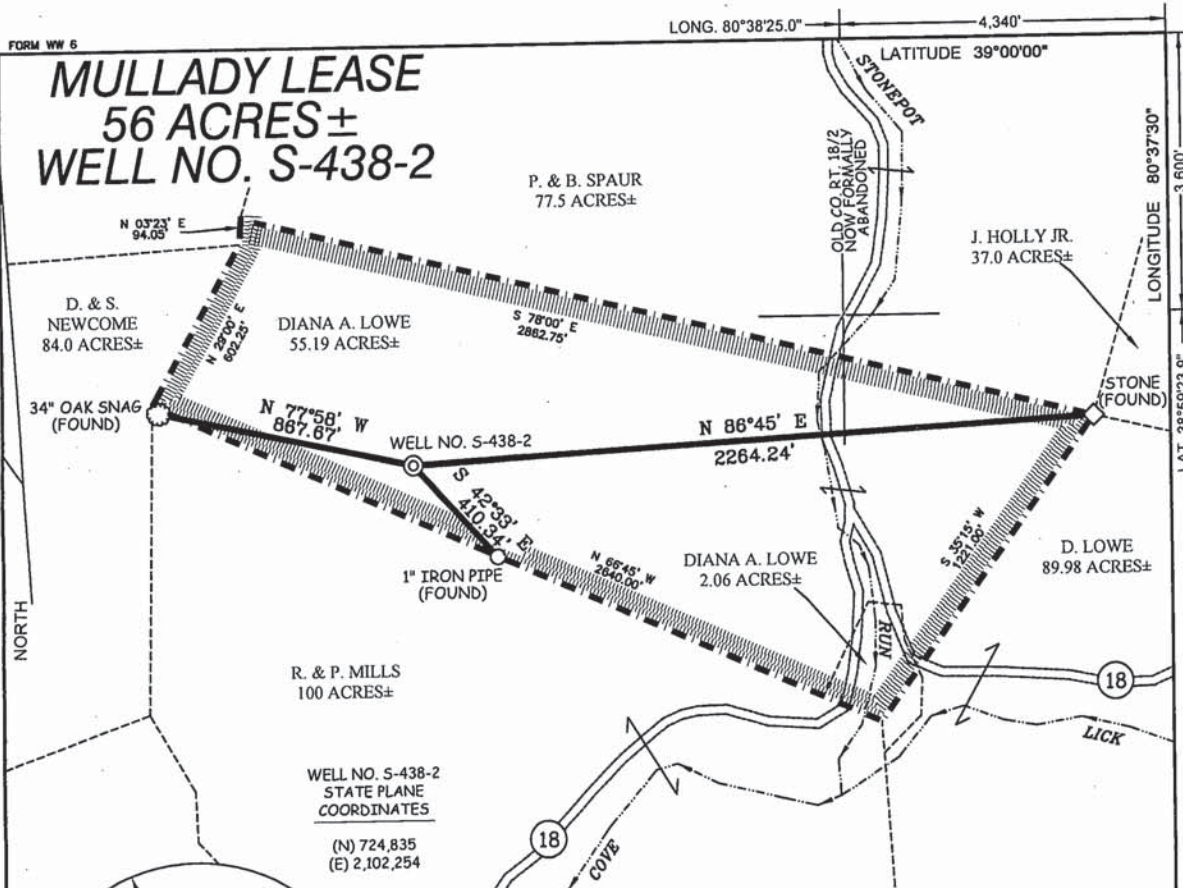 FORM WW 6
LONG. 80°38'25.0"
4,340'
LATITUDE 39°00'00"
MULLADY LEASE
56 ACRES±
WELL NO. S-438-2
STONEPOT
3,600'
LONGITUDE 80°37'30"
P. & B. SPAUR
77.5 ACRES±
OLD CO. RT. 18/2
NOW FORMALLY
ABANDONED
N 03°23' E
94.05'
J. HOLLY JR.
37.0 ACRES±
D. & S.
NEWCOME
84.0 ACRES±
N 29°00' E
602.25'
DIANA A. LOWE
55.19 ACRES±
S 78°00' E
2862.75'
34" OAK SNAG
(FOUND)
N 77°58' W
867.67'
WELL NO. S-438-2
N 86°45' E
2264.24'
STONE
(FOUND)
S 42°33' E
410.34'
1" IRON PIPE
(FOUND)
N 66°45' W
2640.00'
DIANA A. LOWE
2.06 ACRES±
S 35°15' W
1221.00'
D. LOWE
89.98 ACRES±
NORTH
RUN
R. & P. MILLS
100 ACRES±
18
LICK
WELL NO. S-438-2
STATE PLANE
COORDINATES
(N) 724,835
(E) 2,102,254
18
COVE